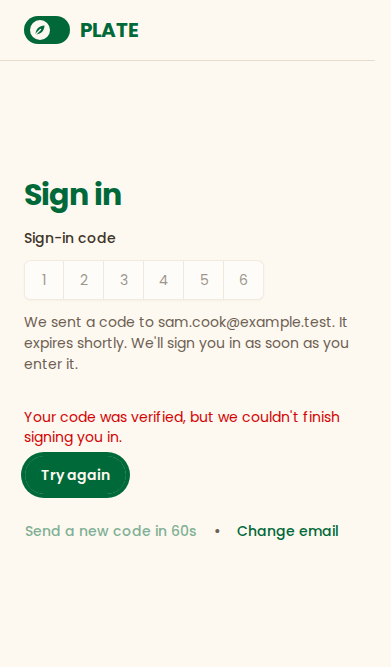 PLATE
Sign in
Sign-in code
1 2 3 4 5 6
We sent a code to sam.cook@example.test. It
expires shortly. We'll sign you in as soon as you
enter it.
Your code was verified, but we couldn't finish
signing you in.
Try again
Send a new code in 60s • Change email